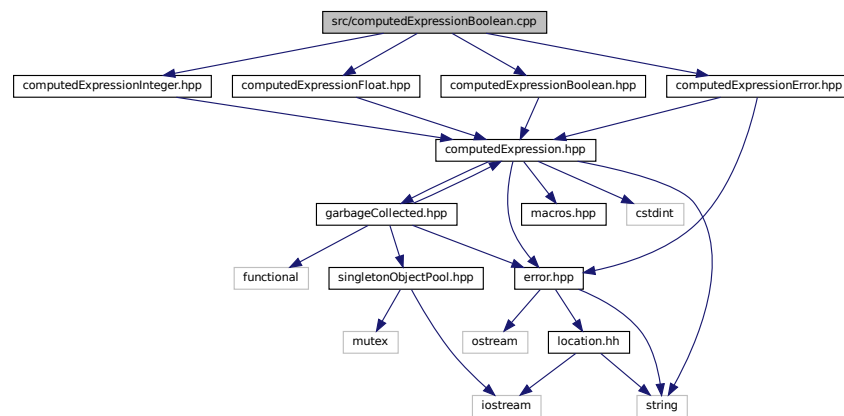 src/computedExpressionBoolean.cpp
computedExpressionInteger.hpp
computedExpressionFloat.hpp
computedExpressionBoolean.hpp
computedExpressionError.hpp
computedExpression.hpp
garbageCollected.hpp
macros.hpp
cstdint
functional
singletonObjectPool.hpp
error.hpp
mutex
ostream
location.hh
iostream
string